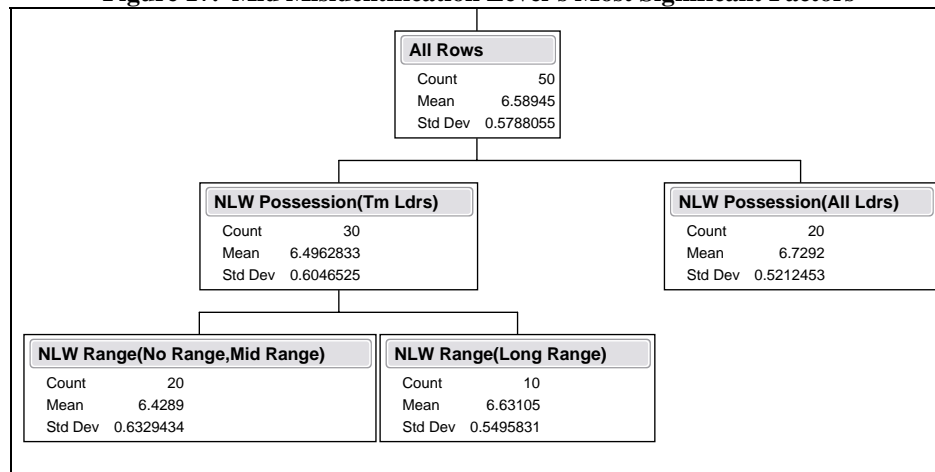 Figure 177 Mid Misidentification Level's Most Significant Factors
All Rows
Count 50
Mean 6.58945
Std Dev 0.5788055
NLW Possession(Tm Ldrs)
Count 30
Mean 6.4962833
Std Dev 0.6046525
NLW Possession(All Ldrs)
Count 20
Mean 6.7292
Std Dev 0.5212453
NLW Range(No Range,Mid Range)
Count 20
Mean 6.4289
Std Dev 0.6329434
NLW Range(Long Range)
Count 10
Mean 6.63105
Std Dev 0.5495831